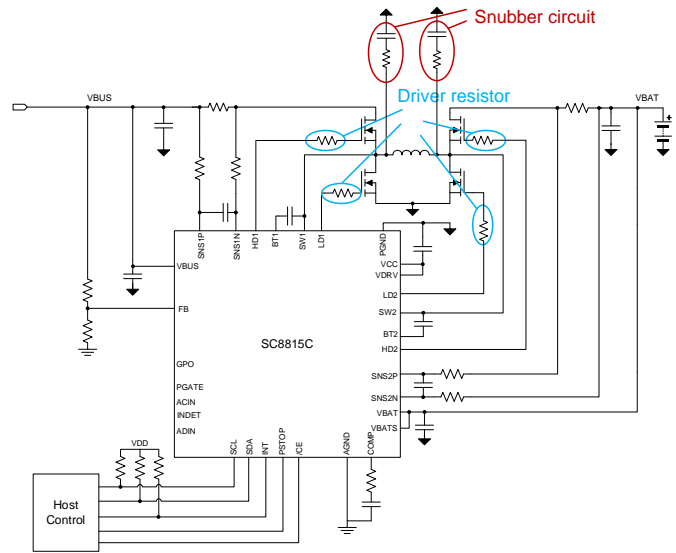 Snubber circuit
VBUS
Driver resistor
VBAT
+
SNS1P
SNS1N
HD1
BT1
SW1
LD1
PGND
VBUS
VCC
VDRV
LD2
FB
SW2
SC8815C
BT2
HD2
GPO
SNS2P
PGATE
ACIN
SNS2N
INDET
VBAT
ADIN
VBATS
VDD
SCL
SDA
INT
PSTOP
/CE
AGND
COMP
Host
Control